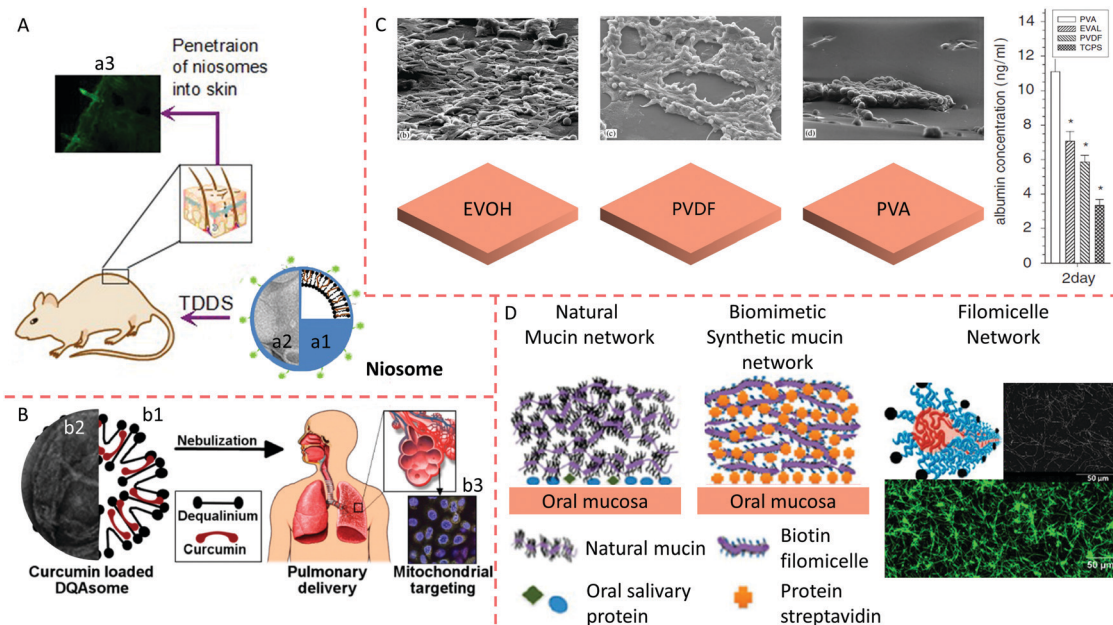 A
a3
Penetraion
of niosomes
into skin
TDDS
a2
a1
Niosome
B
b2
b1
Nebulization
Dequalinium
Curcumin
Curcumin loaded
DQAsome
Pulmonary
delivery
b3
Mitochondrial
targeting
C
(b)
(c)
(d)
EVOH
PVDF
PVA
albumin concentration (ng/ml)
14
12
10
8
6
4
2
0
PVA
EVAL
PVDF
TCPS
*
*
*
2day
D
Natural
Mucin network
Biomimetic
Synthetic mucin
network
Filomicelle
Network
Oral mucosa
Oral mucosa
Natural mucin
Biotin
filomicelle
Oral salivary
protein
Protein
streptavidin
50 µm
50 µm